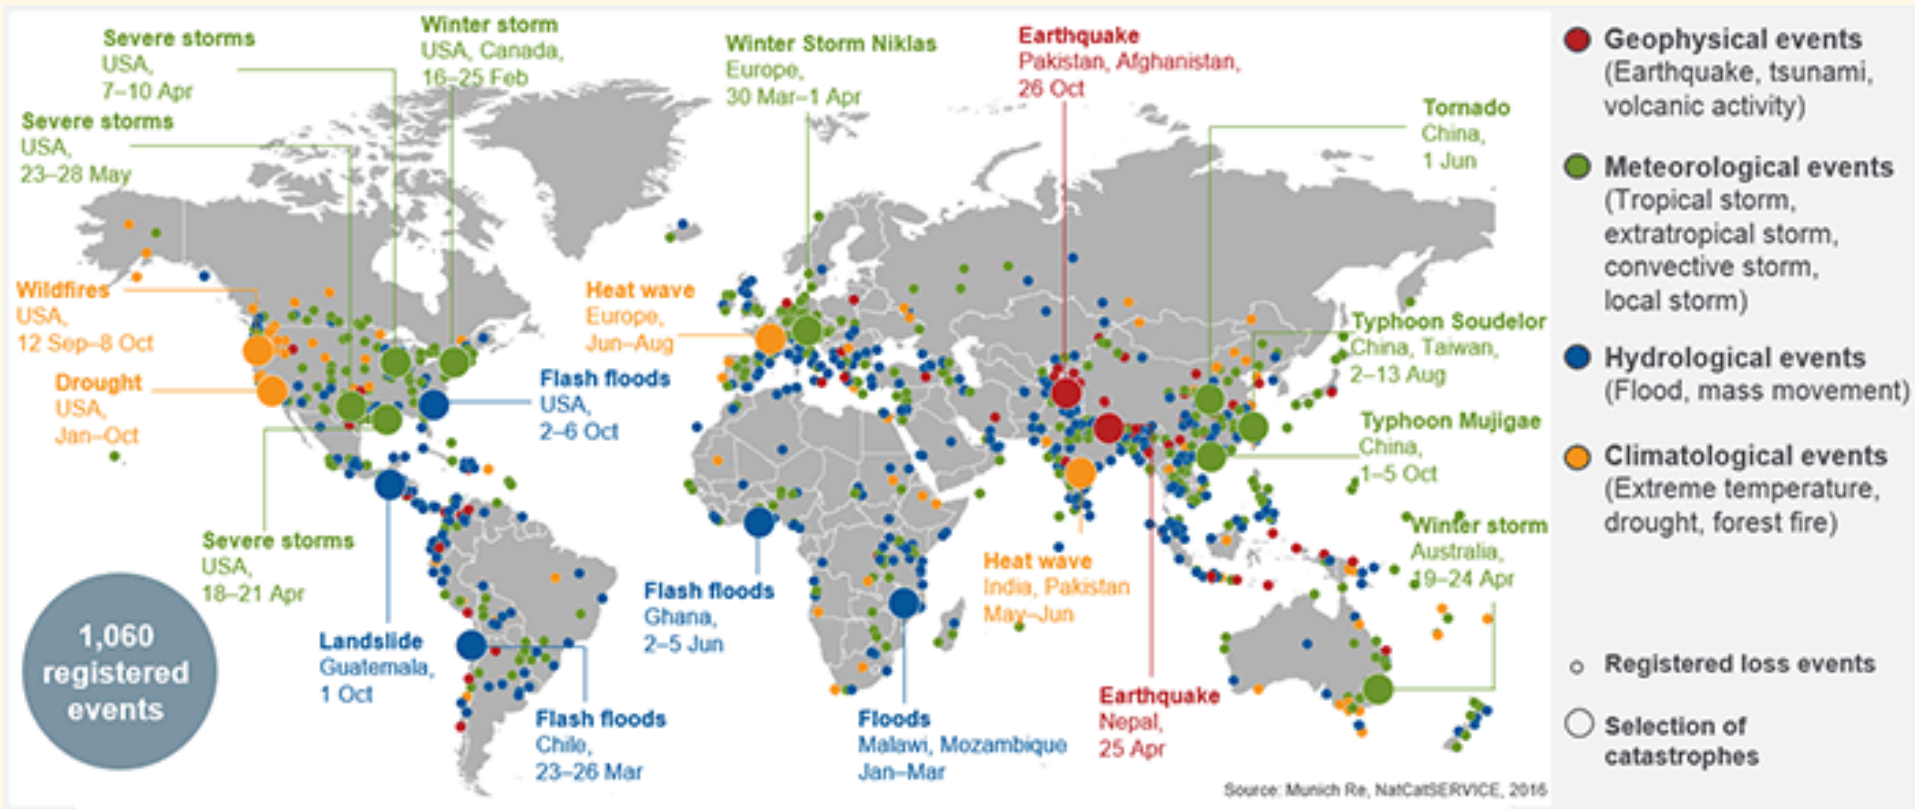 Severe storms
USA,
7–10 Apr
Winter storm
USA, Canada,
16–25 Feb
Winter Storm Niklas
Europe,
30 Mar–1 Apr
Earthquake
Pakistan, Afghanistan,
26 Oct
Tornado
China,
1 Jun
Severe storms
USA,
23–28 May
Wildfires
USA,
12 Sep–8 Oct
Heat wave
Europe,
Jun–Aug
Typhoon Soudelor
China, Taiwan,
2–13 Aug
Drought
USA,
Jan–Oct
Flash floods
USA,
2–6 Oct
Typhoon Mujigae
China,
1–5 Oct
Severe storms
USA,
18–21 Apr
Winter storm
Australia,
19–24 Apr
Heat wave
India, Pakistan
May–Jun
Flash floods
Ghana,
2–5 Jun
Landslide
Guatemala,
1 Oct
Flash floods
Chile,
23–26 Mar
Floods
Malawi, Mozambique
Jan–Mar
Earthquake
Nepal,
25 Apr
1,060
registered
events
Source: Munich Re, NatCatSERVICE, 2016
Geophysical events
(Earthquake, tsunami,
volcanic activity)
Meteorological events
(Tropical storm,
extratropical storm,
convective storm,
local storm)
Hydrological events
(Flood, mass movement)
Climatological events
(Extreme temperature,
drought, forest fire)
Registered loss events
Selection of
catastrophes